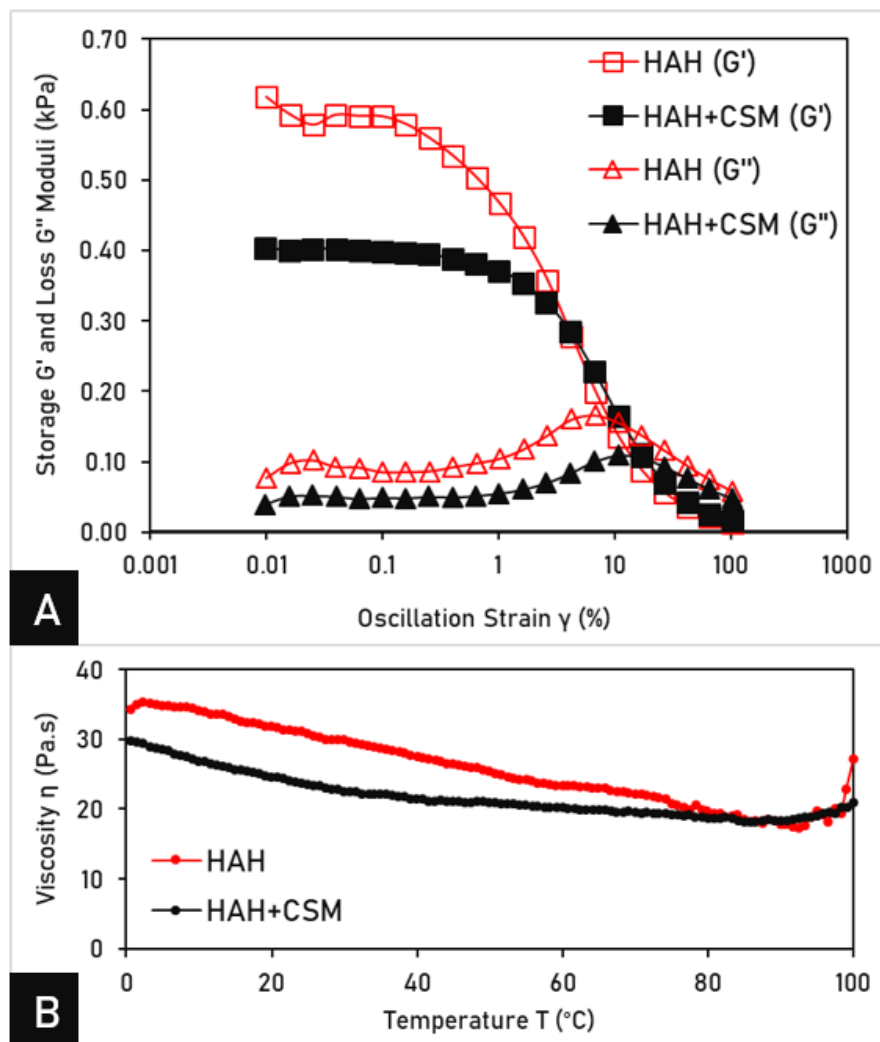 0.70
0.60
0.50
0.40
0.30
0.20
0.10
0.00
Storage G' and Loss G" Moduli (kPa)
HAH (G')
HAH+CSM (G')
HAH (G")
HAH+CSM (G")
0.001 0.01 0.1 1 10 100 1000
Oscillation Strain γ (%)
A
40
30
20
10
0
Viscosity η (Pa.s)
HAH
HAH+CSM
0 20 40 60 80 100
Temperature T (°C)
B